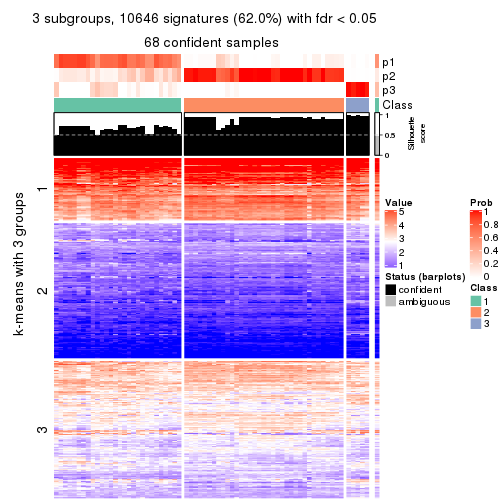 3 subgroups, 10646 signatures (62.0%) with fdr < 0.05
68 confident samples
p1
p2
p3
Class
1
0.5
0
Silhouette
score
k-means with 3 groups
1
2
3
Value
5
4
3
2
1
Status (barplots)
confident
ambiguous
Prob
1
0.8
0.6
0.4
0.2
0
Class
1
2
3